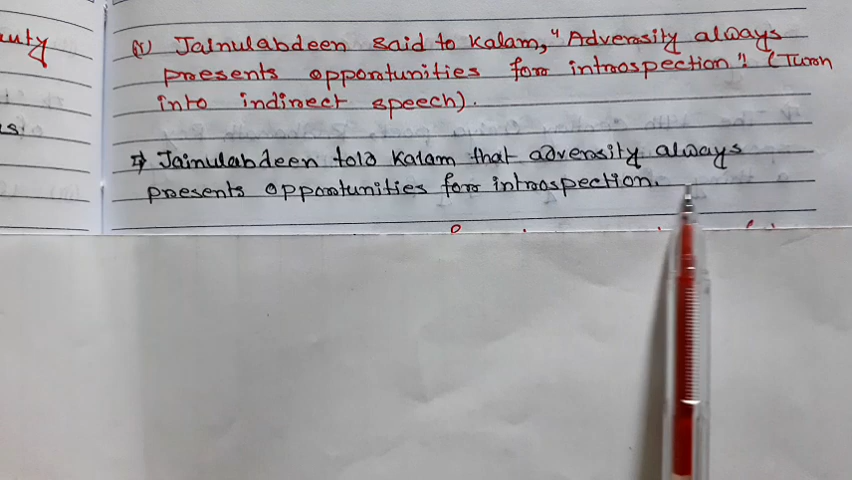 auty
(v) Jainulabdeen said to Kalam, "Adversity always
presents opportunities for introspection". (Turn
into indirect speech).
s.
⇒ Jainulabdeen told Kalam that adversity always
presents opportunities for introspection.